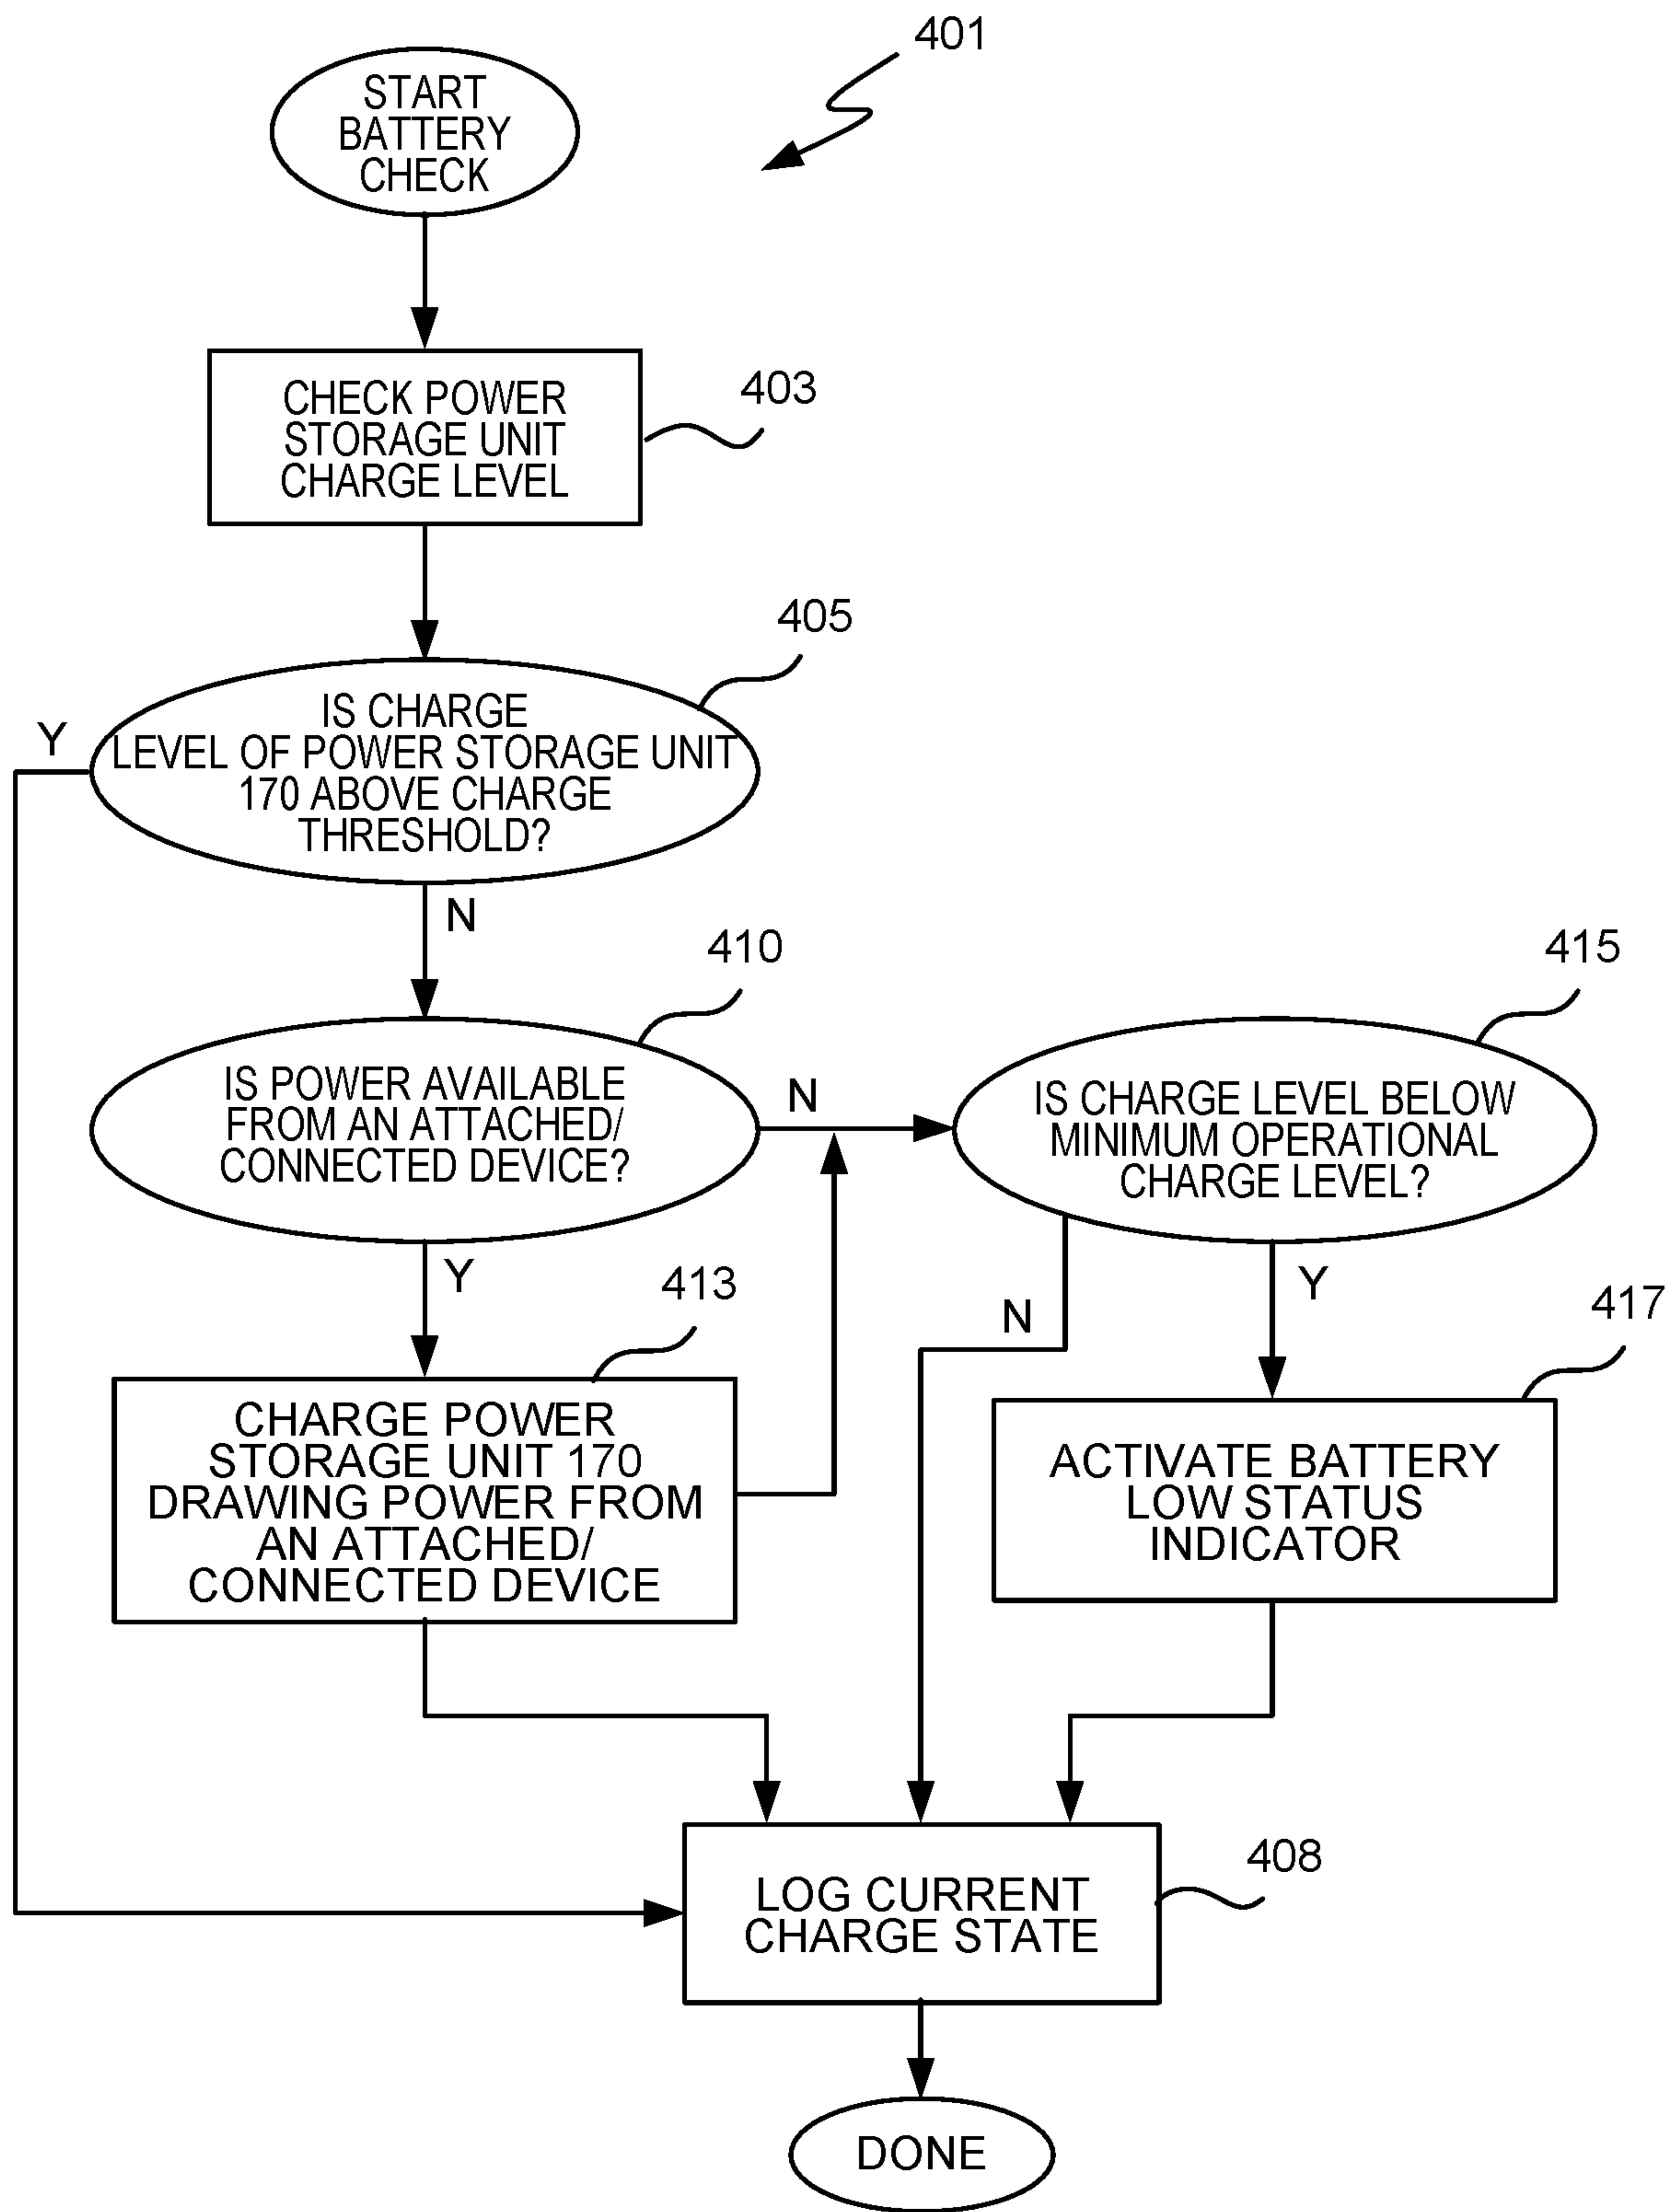 401
START
BATTERY
CHECK
CHECK POWER
STORAGE UNIT
CHARGE LEVEL
403
405
IS CHARGE
LEVEL OF POWER STORAGE UNIT
170 ABOVE CHARGE
THRESHOLD?
Y
N
410
IS POWER AVAILABLE
FROM AN ATTACHED/
CONNECTED DEVICE?
N
415
IS CHARGE LEVEL BELOW
MINIMUM OPERATIONAL
CHARGE LEVEL?
Y
413
CHARGE POWER
STORAGE UNIT 170
DRAWING POWER FROM
AN ATTACHED/
CONNECTED DEVICE
N
Y
417
ACTIVATE BATTERY
LOW STATUS
INDICATOR
408
LOG CURRENT
CHARGE STATE
DONE